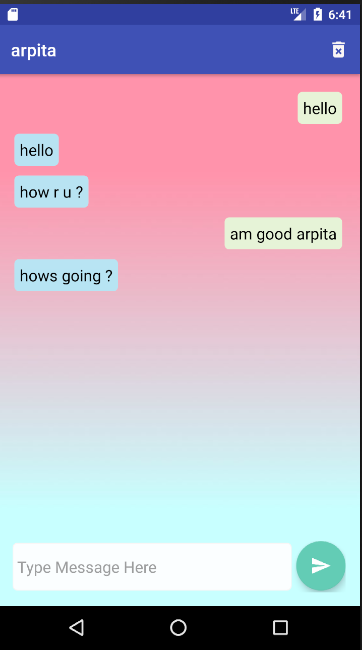 LTE 6:41
arpita
hello
hello
how r u ?
am good arpita
hows going ?
Type Message Here